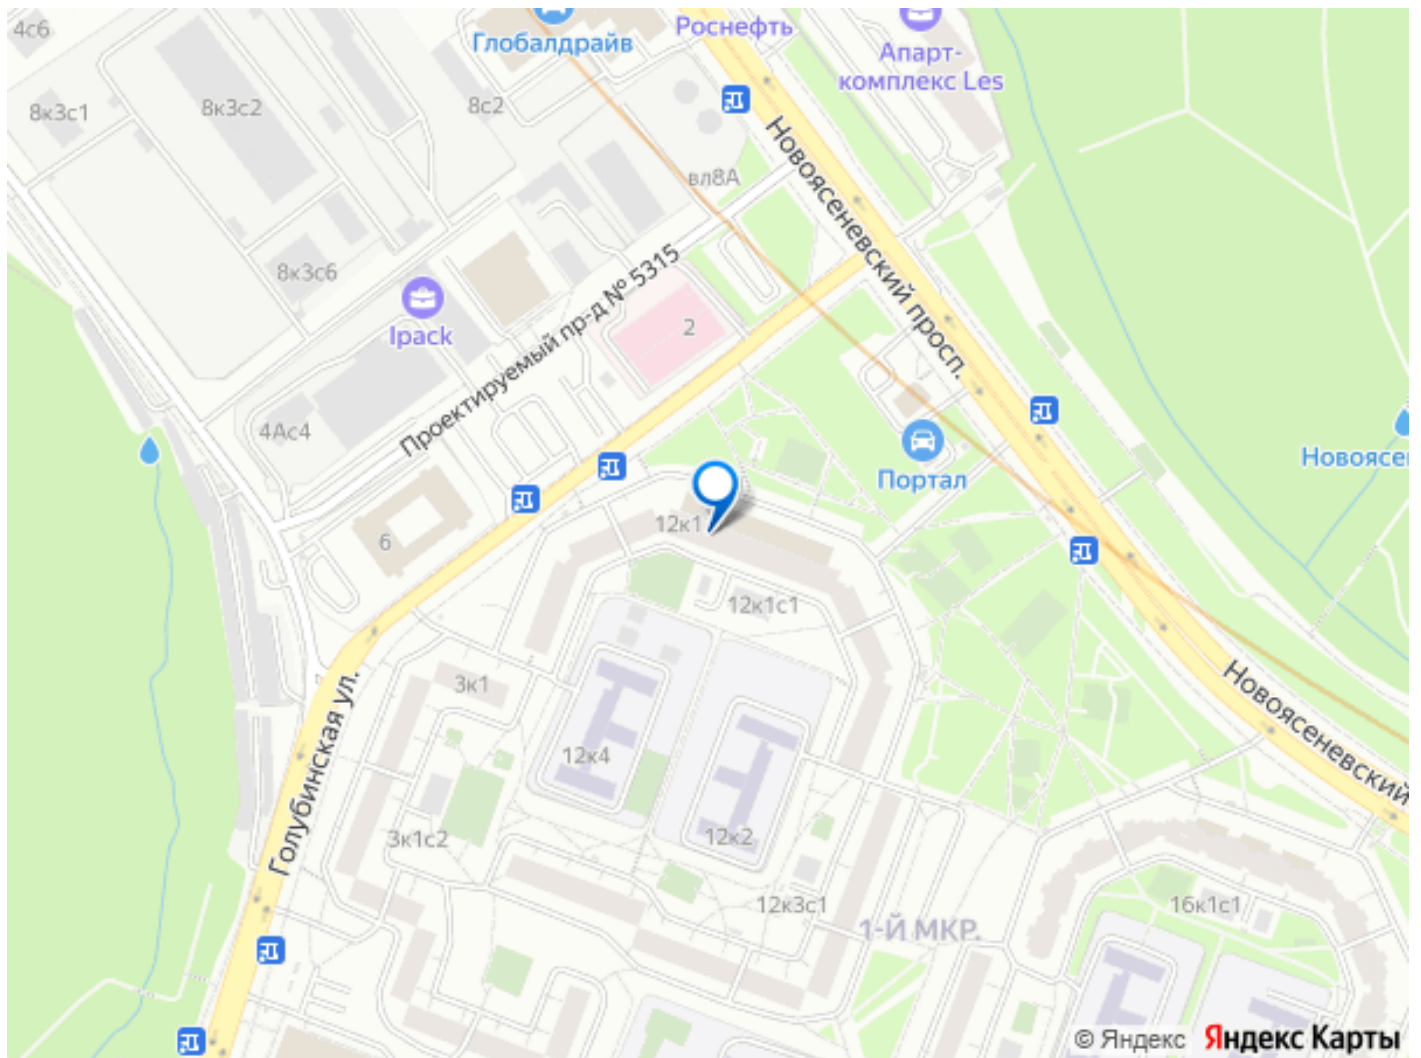 4с6
Глобалдрайв
Роснефть
Апарт-
комплекс Les
8к3с1
8к3с2
8с2
вл8А
Новоясеневский просп.
8к3с6
Проектируемый пр-д № 5315
Ipack
2
4Ас4
Портал
Новоясе
12к1
6
12к1с1
3к1
Новоясеневский
Голубинская ул.
12к4
3к1с2
12к2
12к3с1
16к1с1
1-Й МКР.
© Яндекс Яндекс Карты